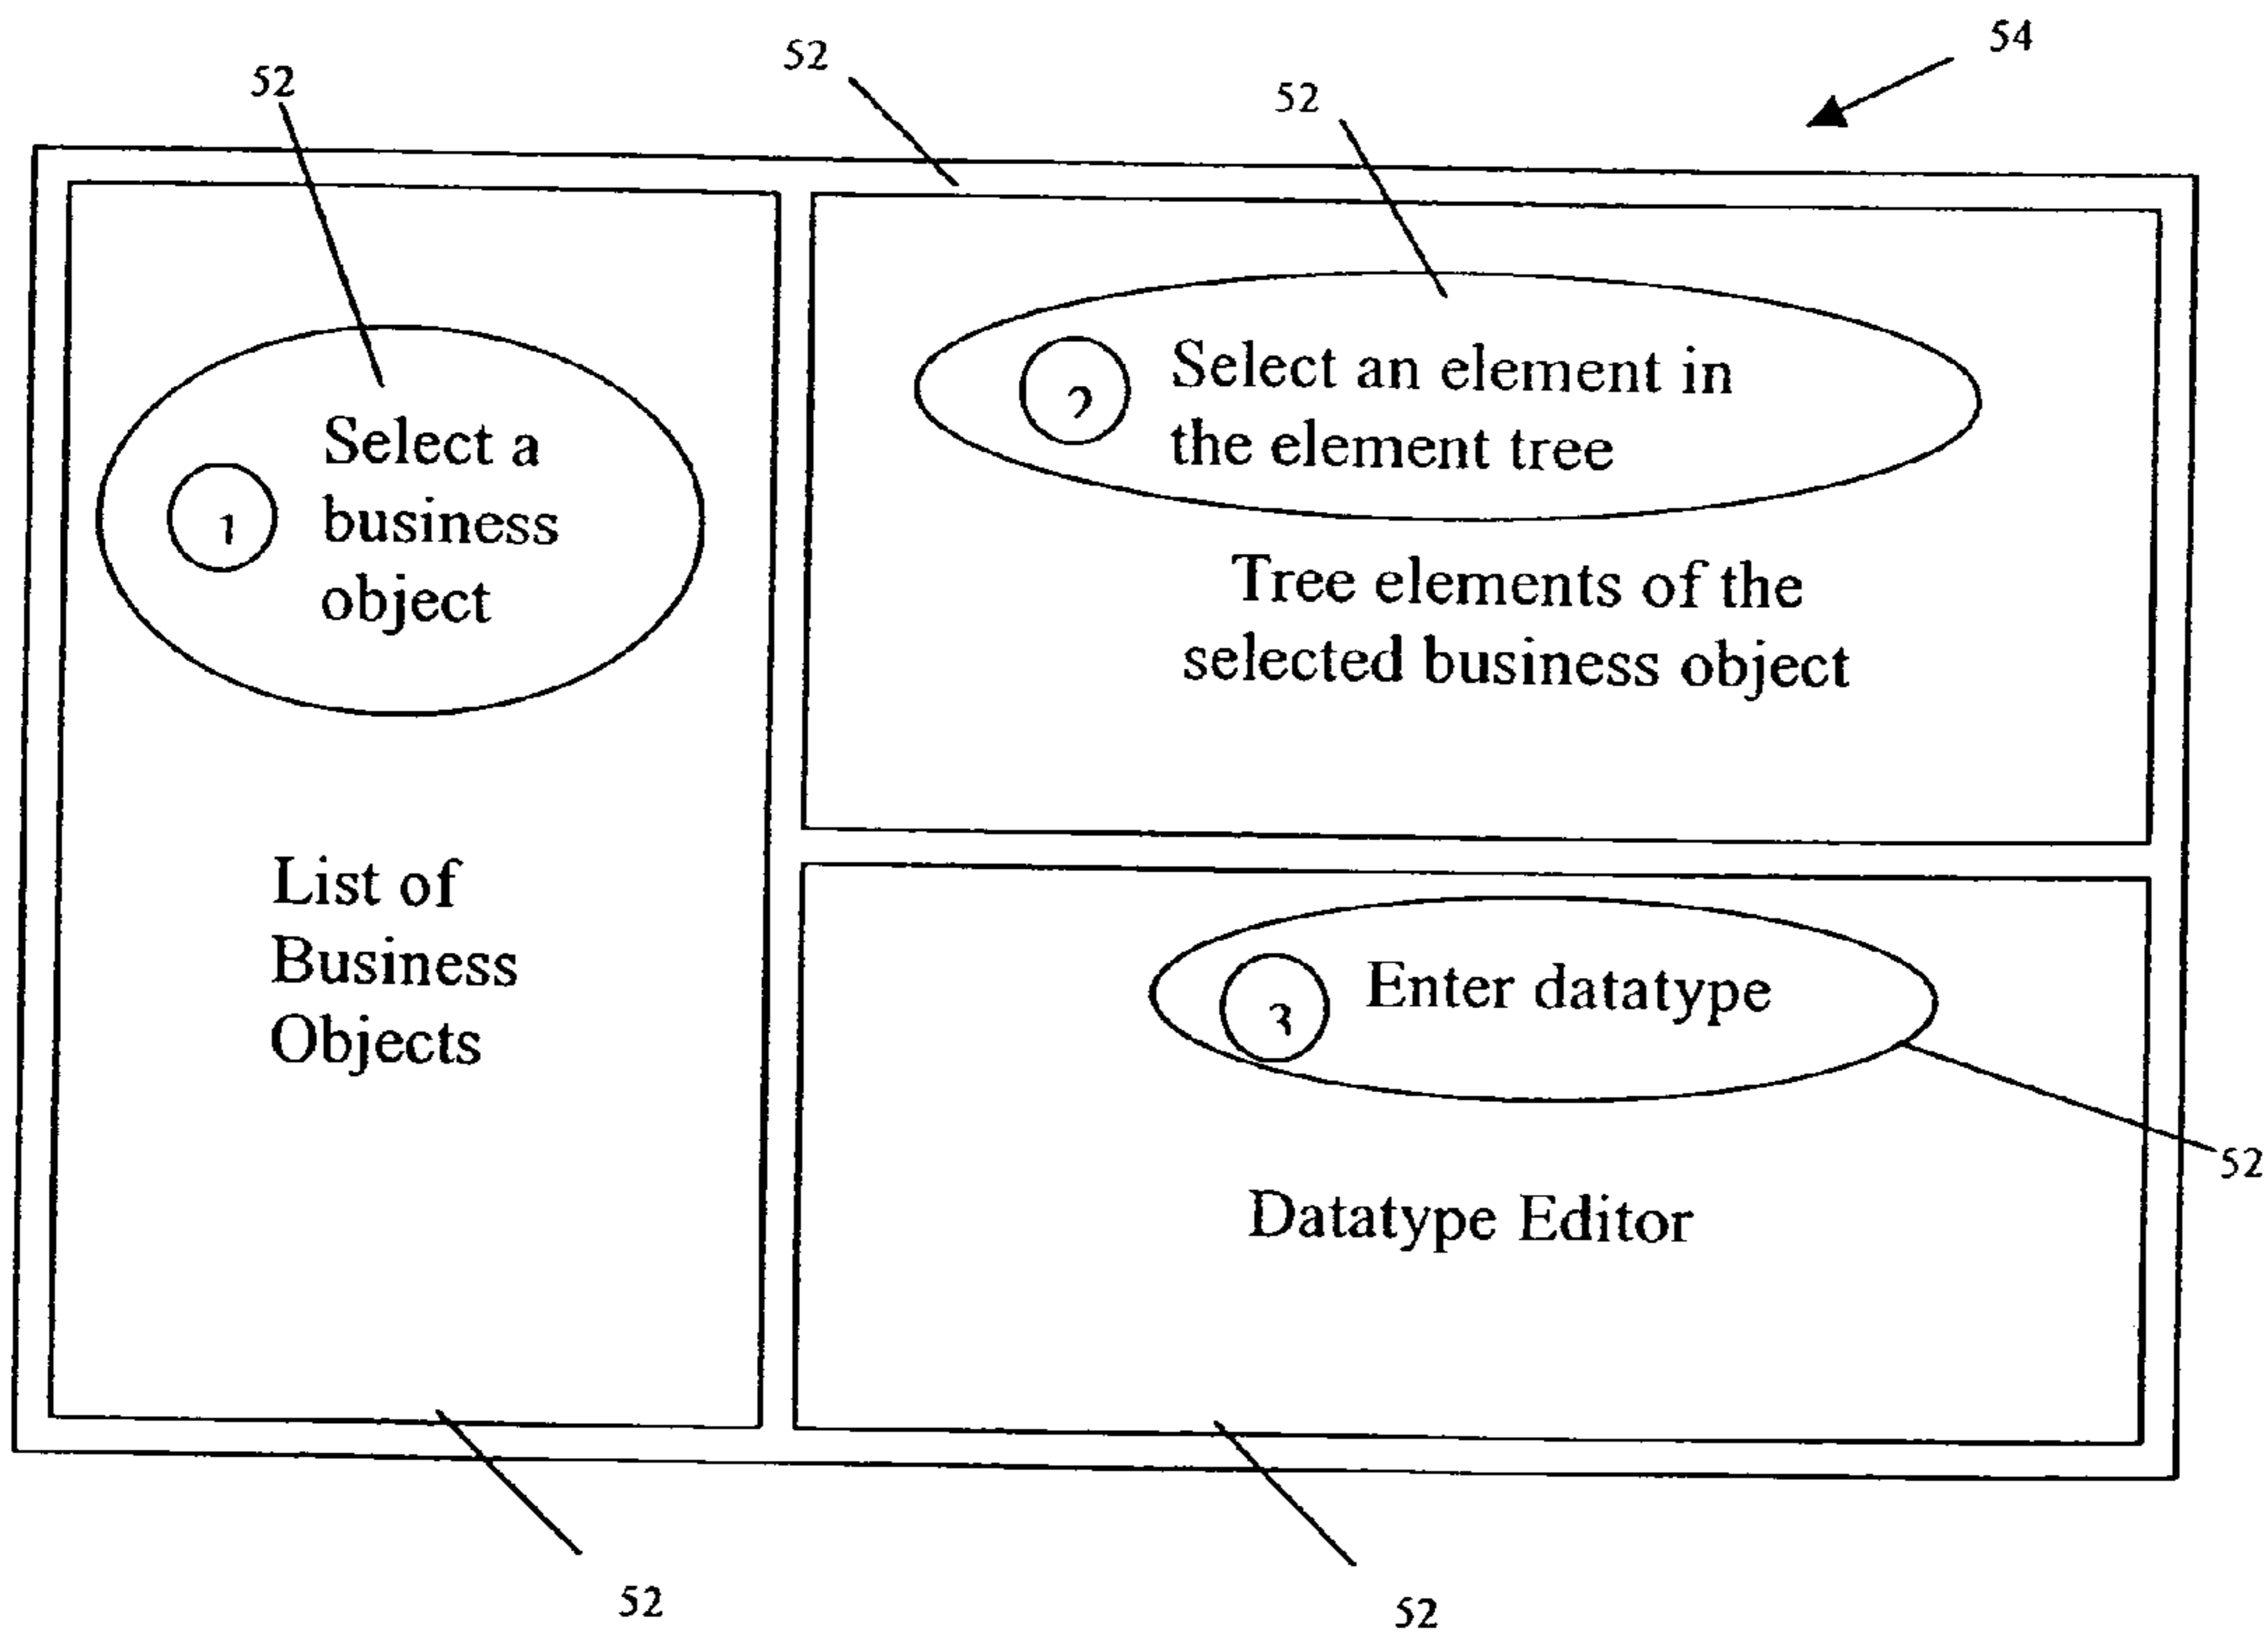 54
52
52
52
1
Select a
business
object
List of
Business
Objects
2
Select an element in
the element tree
Tree elements of the
selected business object
3
Enter datatype
Datatype Editor
52
52
52